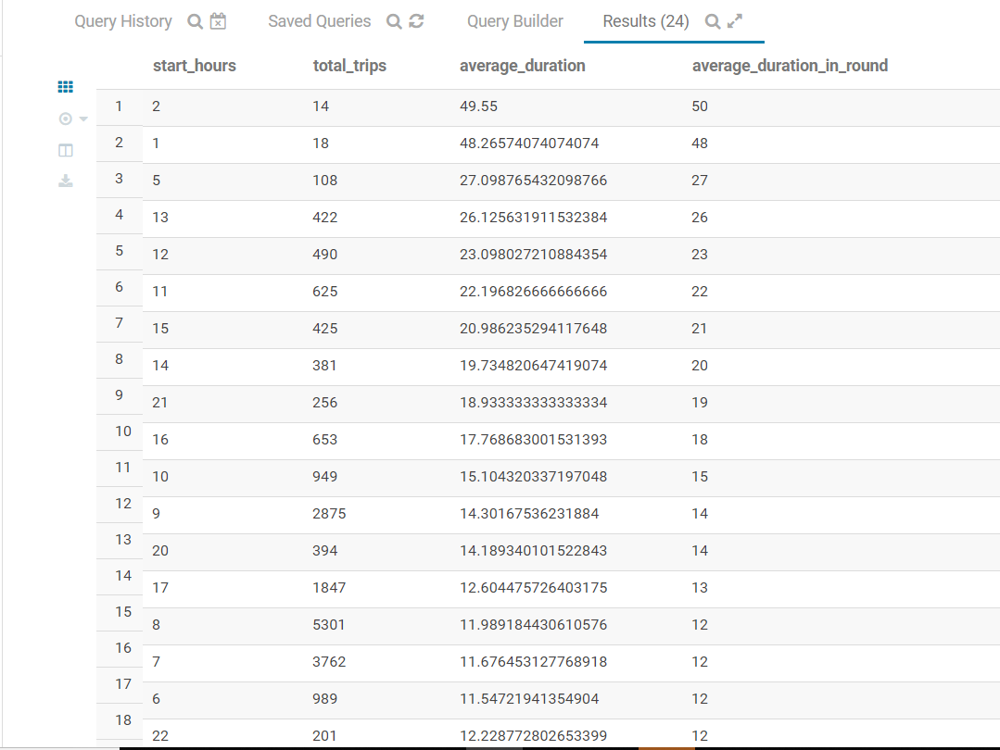 Query History Saved Queries Query Builder Results (24)
start_hours total_trips average_duration average_duration_in_round
1 2 14 49.55 50
2 1 18 48.26574074074074 48
3 5 108 27.098765432098766 27
4 13 422 26.125631911532384 26
5 12 490 23.098027210884354 23
6 11 625 22.196826666666666 22
7 15 425 20.986235294117648 21
8 14 381 19.734820647419074 20
9 21 256 18.933333333333334 19
10 16 653 17.768683001531393 18
11 10 949 15.104320337197048 15
12 9 2875 14.30167536231884 14
13 20 394 14.189340101522843 14
14 17 1847 12.604475726403175 13
15 8 5301 11.989184430610576 12
16 7 3762 11.676453127768918 12
17 6 989 11.54721941354904 12
18 22 201 12.228772802653399 12